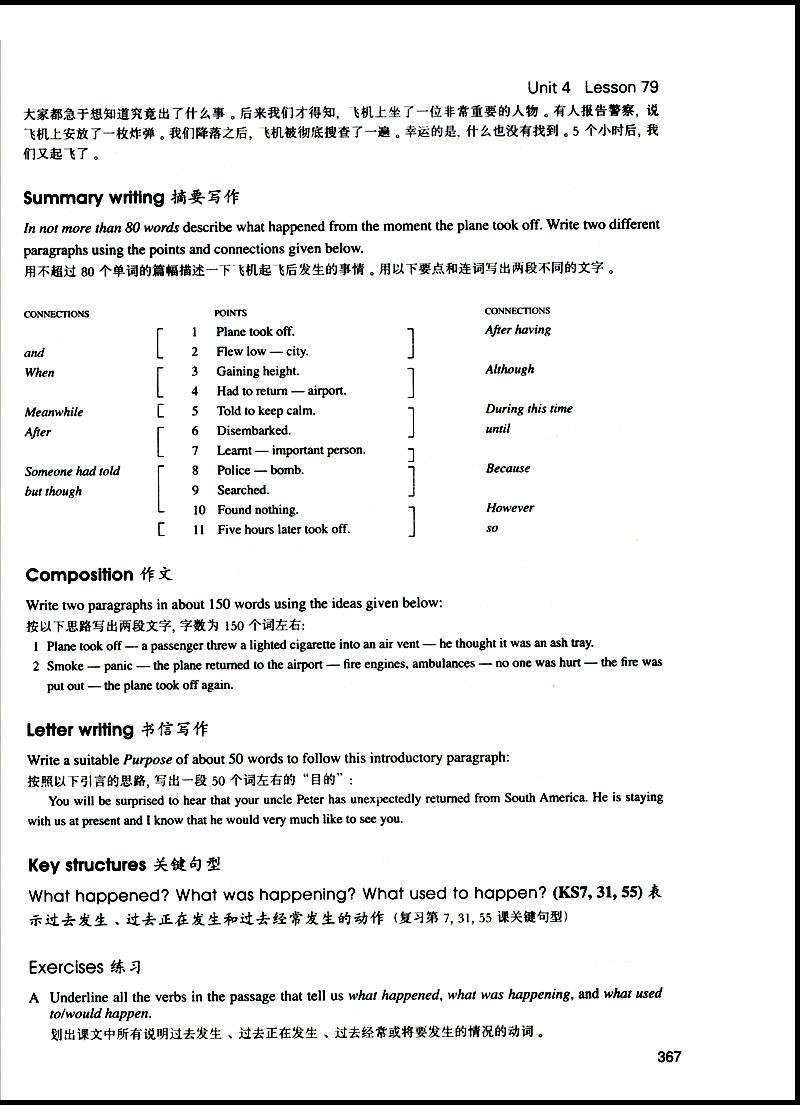 Unit 4 Lesson 79
大家都急于想知道究竟出了什么事。后来我们才得知, 飞机上坐了一位非常重要的人物。有人报告警察, 说
飞机上安放了一枚炸弹。我们降落之后, 飞机被彻底搜查了一遍。幸运的是, 什么也没有找到。5 个小时后, 我
们又起飞了。
Summary writing 摘要写作
In not more than 80 words describe what happened from the moment the plane took off. Write two different
paragraphs using the points and connections given below.
用不超过 80 个单词的篇幅描述一下飞机起飞后发生的事情。用以下要点和连词写出两段不同的文字。
CONNECTIONS POINTS CONNECTIONS
1 Plane took off. After having
and 2 Flew low — city.
When 3 Gaining height. Although
4 Had to return — airport.
Meanwhile 5 Told to keep calm. During this time
After 6 Disembarked. until
7 Learnt — important person.
Someone had told 8 Police — bomb. Because
but though 9 Searched.
10 Found nothing. However
11 Five hours later took off. so
Composition 作文
Write two paragraphs in about 150 words using the ideas given below:
按以下思路写出两段文字, 字数为 150 个词左右:
1 Plane took off — a passenger threw a lighted cigarette into an air vent — he thought it was an ash tray.
2 Smoke — panic — the plane returned to the airport — fire engines, ambulances — no one was hurt — the fire was
put out — the plane took off again.
Letter writing 书信写作
Write a suitable Purpose of about 50 words to follow this introductory paragraph:
按照以下引言的思路, 写出一段 50 个词左右的 “目的” :
You will be surprised to hear that your uncle Peter has unexpectedly returned from South America. He is staying
with us at present and I know that he would very much like to see you.
Key structures 关键句型
What happened? What was happening? What used to happen? (KS7, 31, 55) 表
示过去发生、过去正在发生和过去经常发生的动作 (复习第 7, 31, 55 课关键句型)
Exercises 练习
A Underline all the verbs in the passage that tell us what happened, what was happening, and what used
to/would happen.
划出课文中所有说明过去发生、过去正在发生、过去经常或将要发生的情况的动词。
367